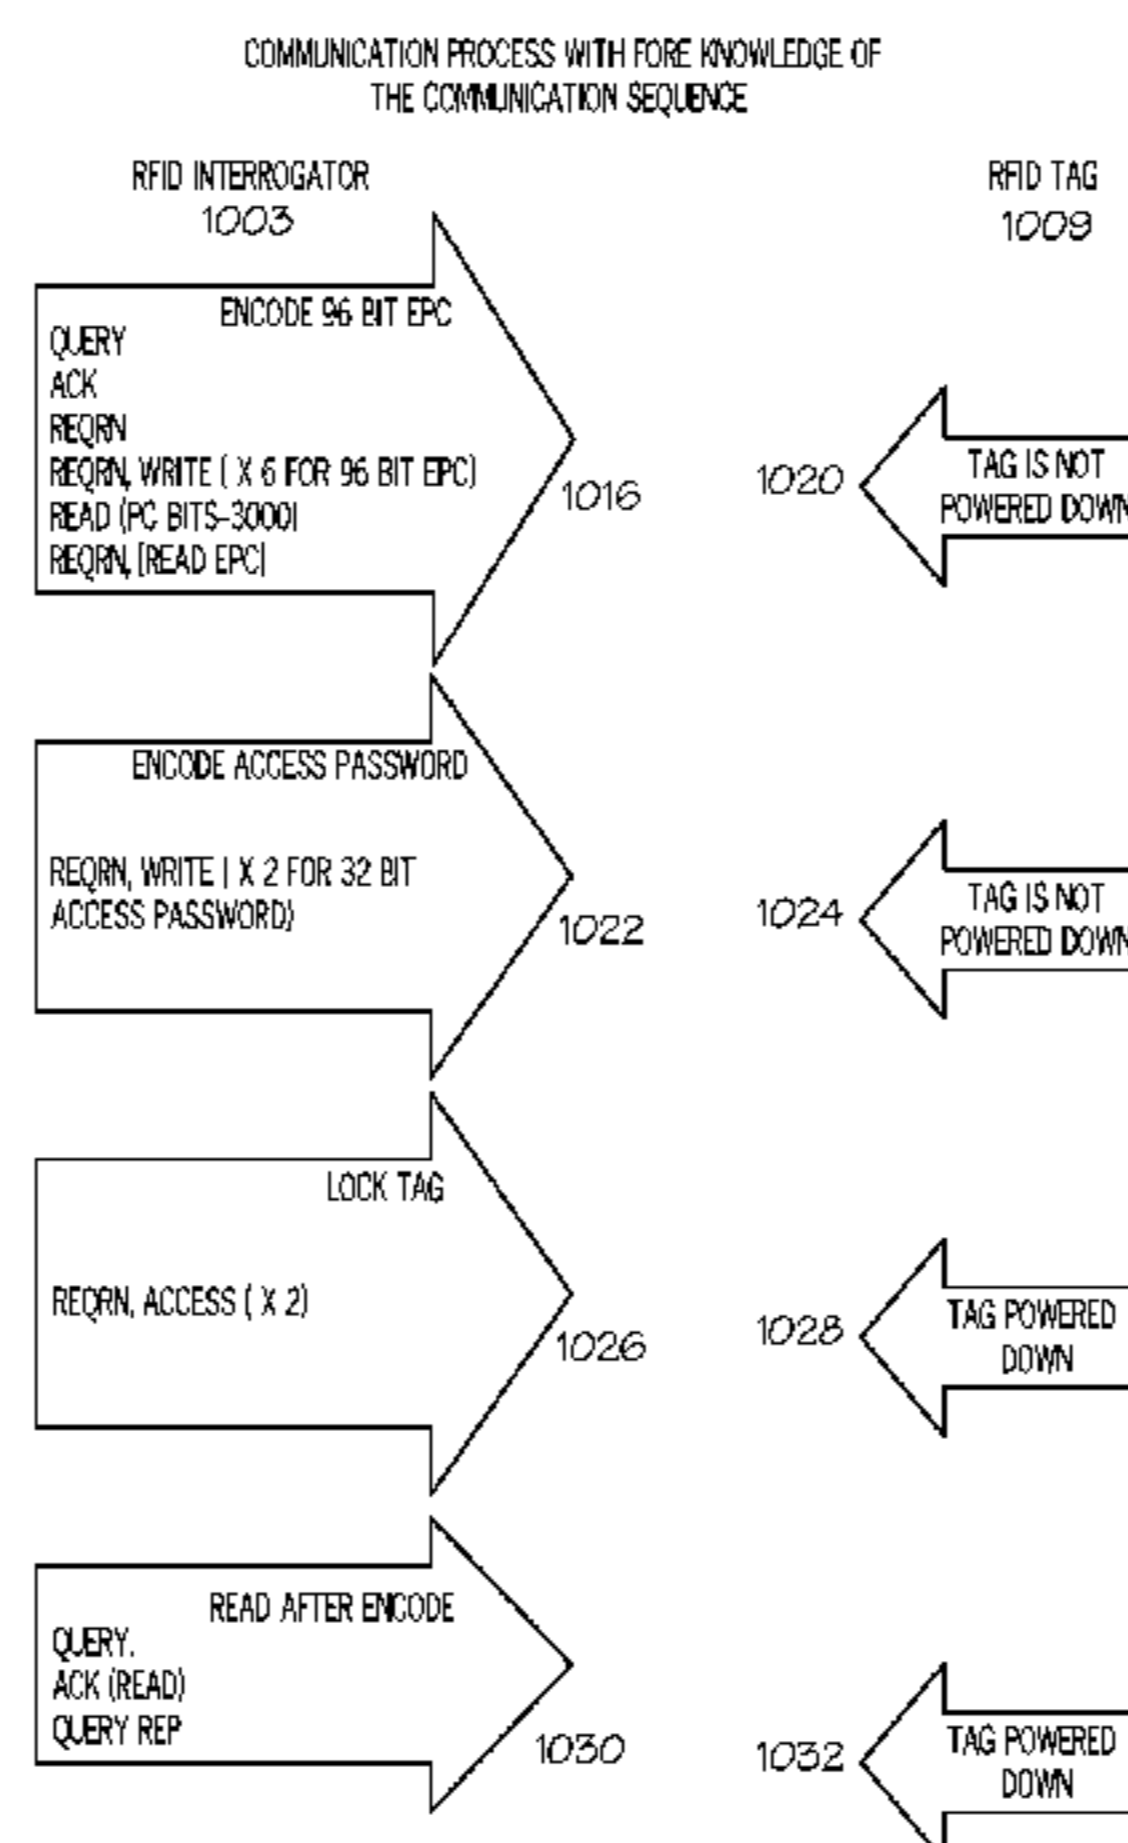 COMMUNICATION PROCESS WITH FORE KNOWLEDGE OF
THE COMMUNICATION SEQUENCE
RFID INTERROGATOR
1003
RFID TAG
1009
ENCODE 96 BIT EPC
QUERY
ACK
REQRN
REQRN, WRITE ( X 6 FOR 96 BIT EPC)
READ (PC BITS-3000)
REQRN, [READ EPC]
1016
1020
TAG IS NOT
POWERED DOWN
ENCODE ACCESS PASSWORD
REQRN, WRITE ( X 2 FOR 32 BIT
ACCESS PASSWORD)
1022
1024
TAG IS NOT
POWERED DOWN
LOCK TAG
REQRN, ACCESS ( X 2)
1026
1028
TAG POWERED
DOWN
READ AFTER ENCODE
QUERY.
ACK (READ)
QUERY REP
1030
1032
TAG POWERED
DOWN